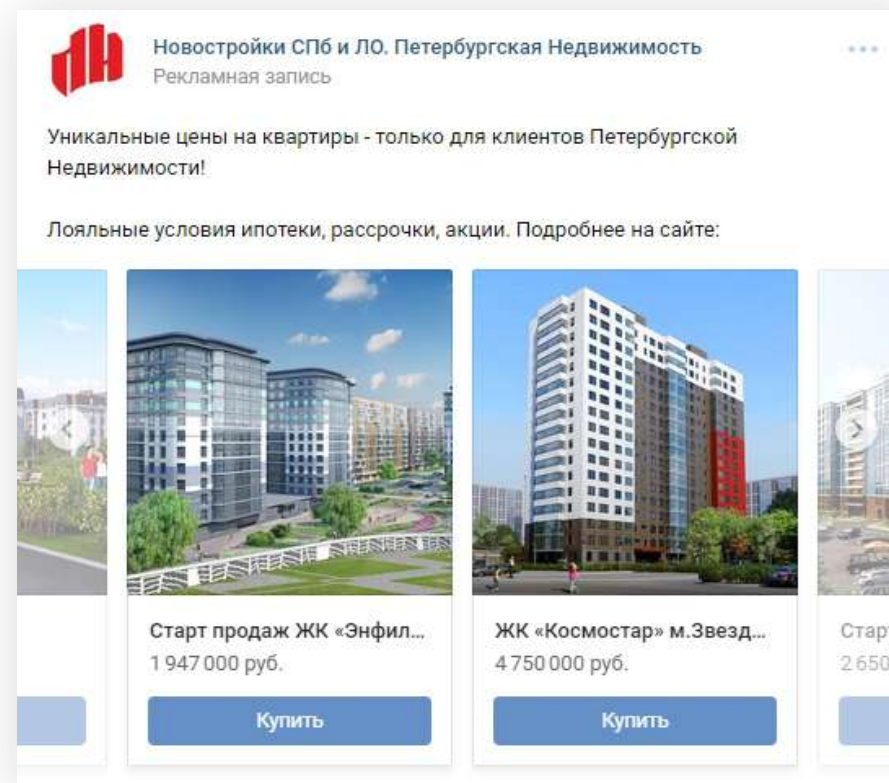 Новостройки СПб и ЛО. Петербургская Недвижимость
Рекламная запись
Уникальные цены на квартиры - только для клиентов Петербургской
Недвижимости!
Лояльные условия ипотеки, рассрочки, акции. Подробнее на сайте:
Старт продаж ЖК «Энфил...
1 947 000 руб.
Купить
ЖК «Космостар» м.Звезд...
4 750 000 руб.
Купить
Стар
2 650